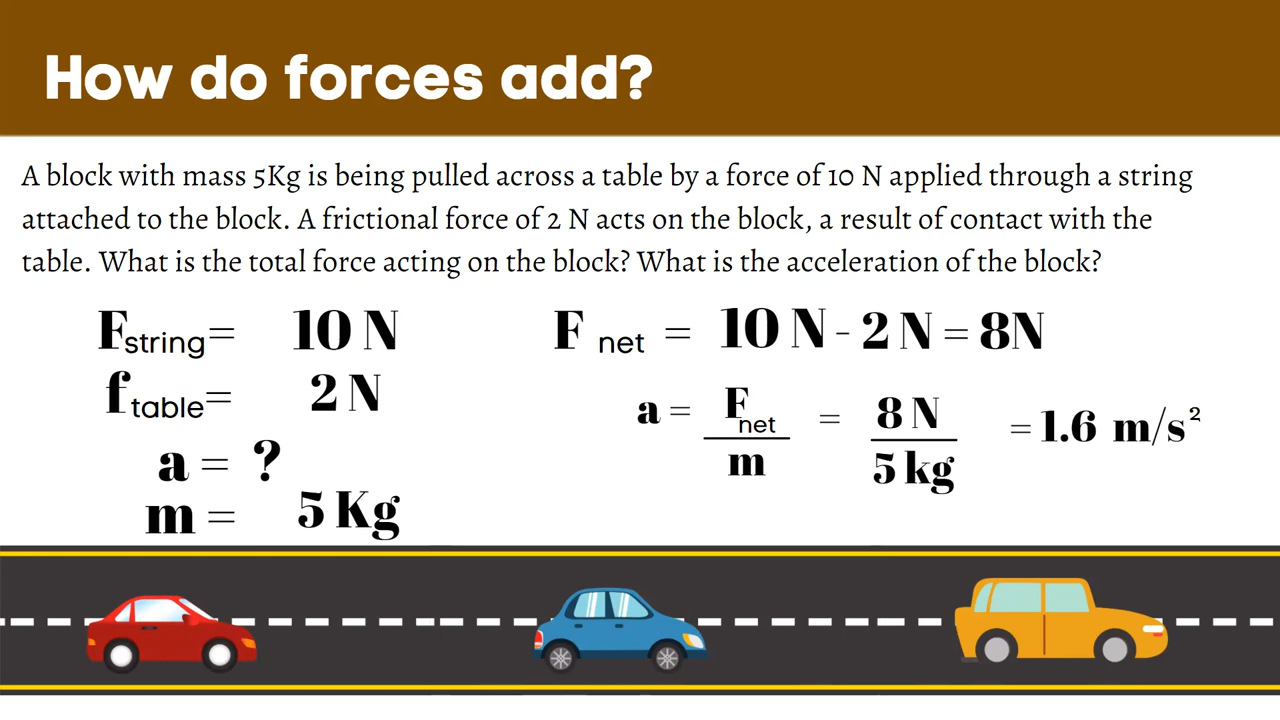 How do forces add?
A block with mass 5Kg is being pulled across a table by a force of 10 N applied through a string
attached to the block. A frictional force of 2 N acts on the block, a result of contact with the
table. What is the total force acting on the block? What is the acceleration of the block?
Fstring= 10 N
ftable= 2 N
a = ?
m = 5 Kg
F net = 10 N - 2 N = 8N
a = Fnet/m = 8 N/5 kg = 1.6 m/s²